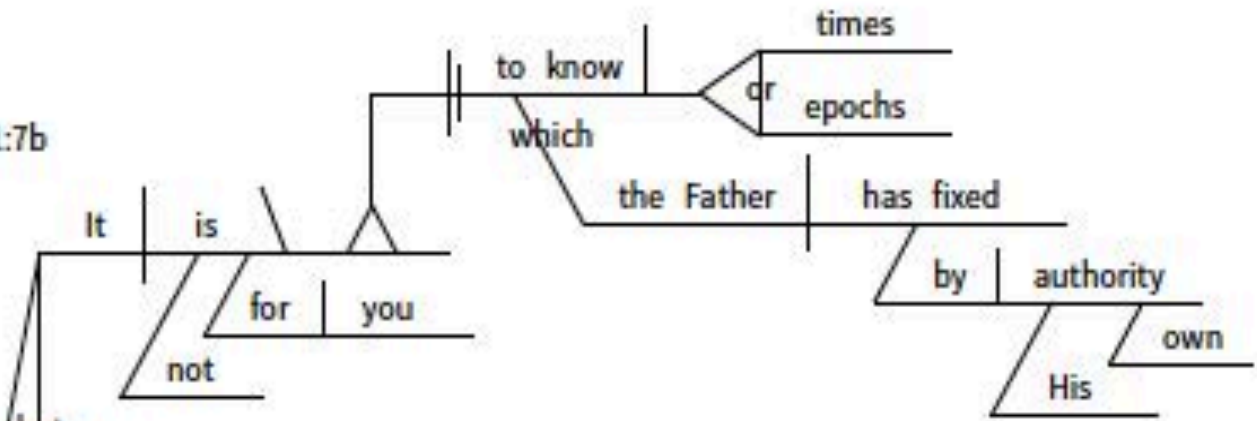 times
to know
or
epochs
:7b
which
the Father has fixed
It is
by authority
for you
own
not
His